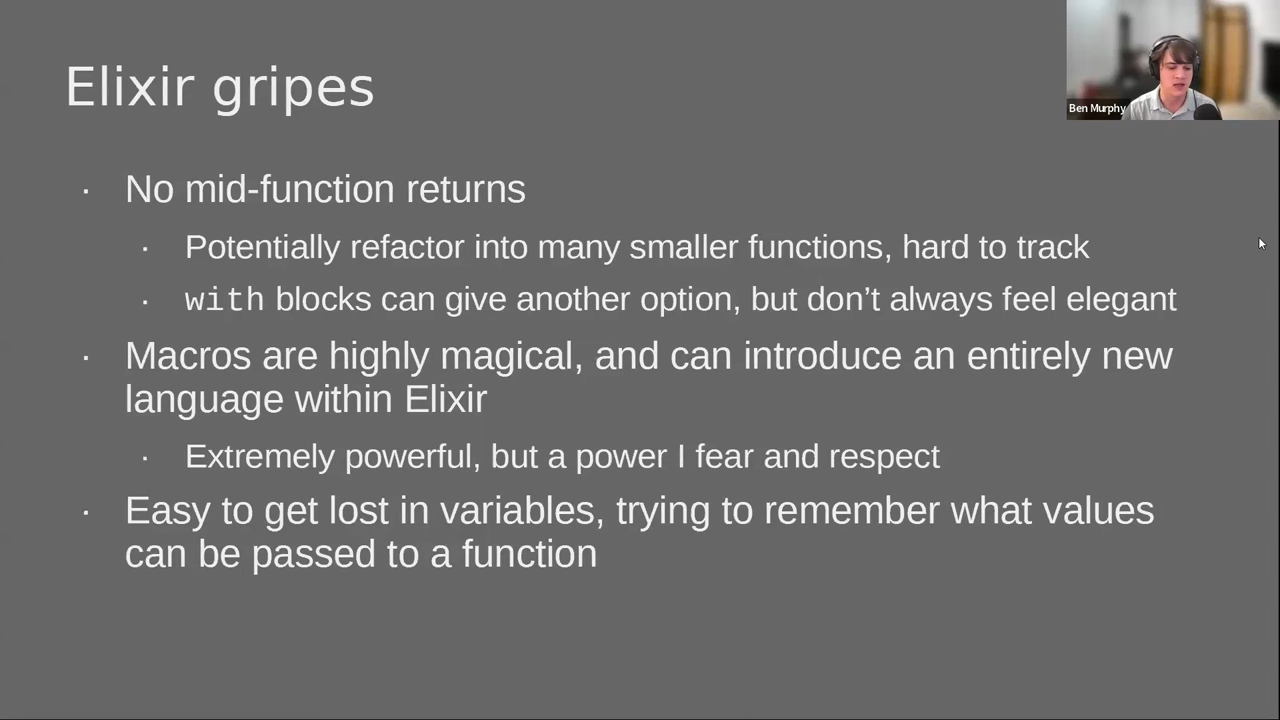 Elixir gripes
Ben Murphy
· No mid-function returns
· Potentially refactor into many smaller functions, hard to track
· with blocks can give another option, but don’t always feel elegant
· Macros are highly magical, and can introduce an entirely new
language within Elixir
· Extremely powerful, but a power I fear and respect
· Easy to get lost in variables, trying to remember what values
can be passed to a function